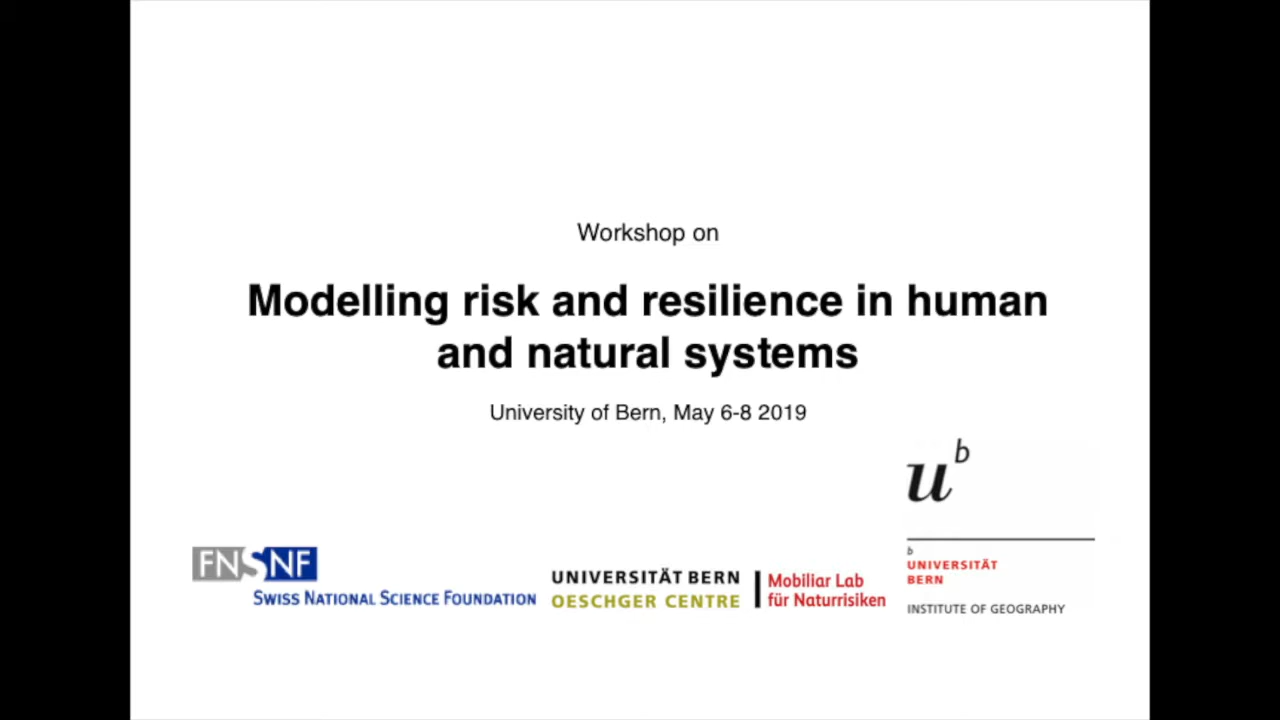 Workshop on
Modelling risk and resilience in human
and natural systems
University of Bern, May 6-8 2019
u b
FNSNF
SWISS NATIONAL SCIENCE FOUNDATION
UNIVERSITÄT BERN
OESCHGER CENTRE
Mobiliar Lab
für Naturrisiken
b
UNIVERSITÄT
BERN
INSTITUTE OF GEOGRAPHY